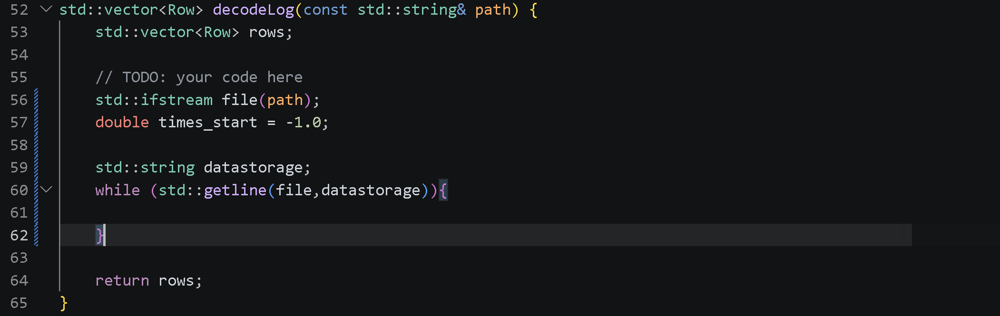 52 std::vector<Row> decodeLog(const std::string& path) {
53     std::vector<Row> rows;
54
55     // TODO: your code here
56     std::ifstream file(path);
57     double times_start = -1.0;
58
59     std::string datastorage;
60     while (std::getline(file,datastorage)){
61
62     }
63
64     return rows;
65 }